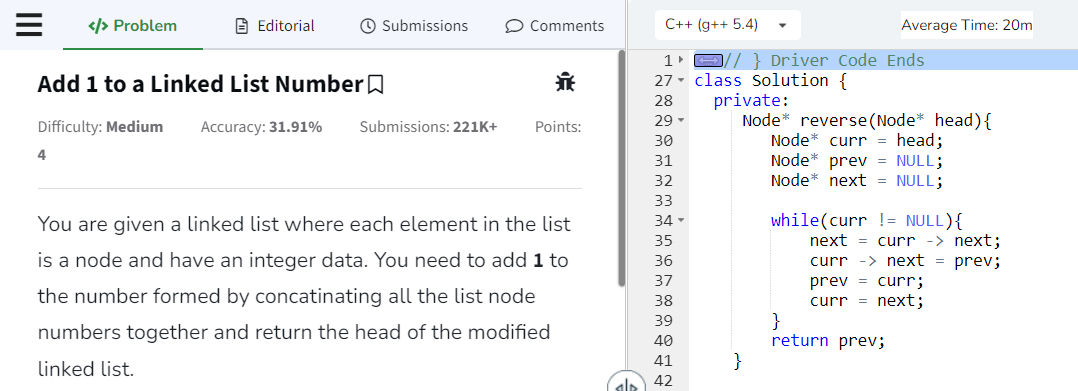 </> Problem
Editorial
Submissions
Comments
Add 1 to a Linked List Number
Difficulty: Medium Accuracy: 31.91% Submissions: 221K+ Points:
4
You are given a linked list where each element in the list
is a node and have an integer data. You need to add 1 to
the number formed by concatinating all the list node
numbers together and return the head of the modified
linked list.
C++ (g++ 5.4)
Average Time: 20m
1 // } Driver Code Ends
27 class Solution {
28 private:
29 Node* reverse(Node* head){
30 Node* curr = head;
31 Node* prev = NULL;
32 Node* next = NULL;
33
34 while(curr != NULL){
35 next = curr -> next;
36 curr -> next = prev;
37 prev = curr;
38 curr = next;
39 }
40 return prev;
41 }
42